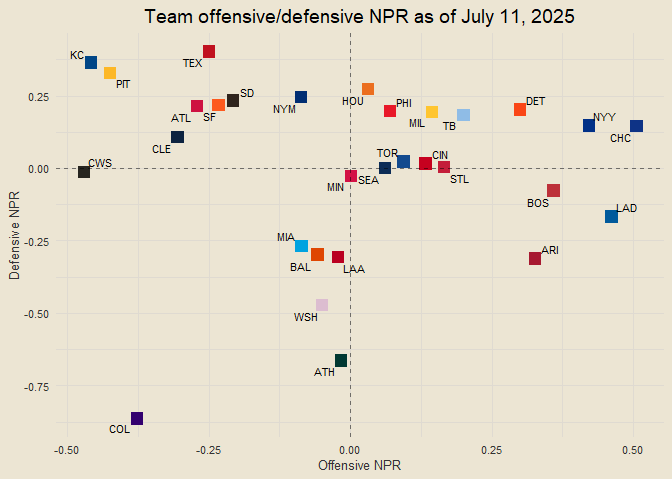 Team offensive/defensive NPR as of July 11, 2025
KC
TEX
PIT
SD
HOU
PHI
DET
NYM
ATL
SF
MIL
TB
NYY
CHC
CLE
CWS
TOR
CIN
MIN
SEA
STL
BOS
LAD
MIA
BAL
LAA
ARI
WSH
ATH
COL
Defensive NPR
0.25
0.00
-0.25
-0.50
-0.75
-0.50
-0.25
0.00
0.25
0.50
Offensive NPR